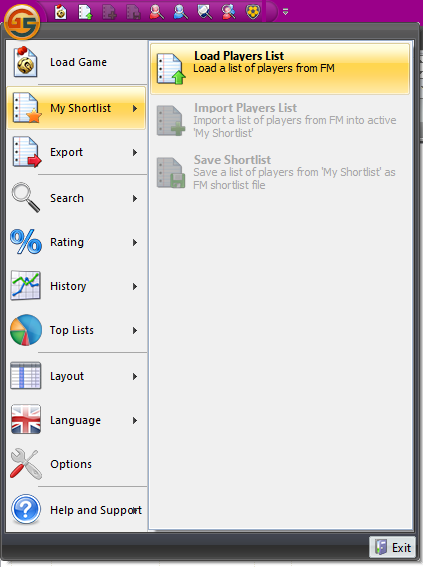 Load Game
My Shortlist
Export
Search
Rating
History
Top Lists
Layout
Language
Options
Help and Support
Load Players List
Load a list of players from FM
Import Players List
Import a list of players from FM into active
'My Shortlist'
Save Shortlist
Save a list of players from 'My Shortlist' as
FM shortlist file
Exit